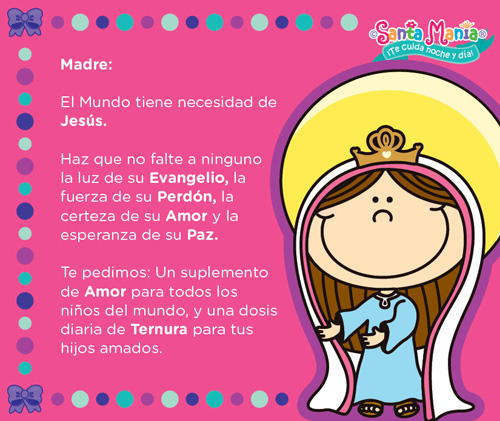 ©Santa Manía®
¡Te cuida noche y día!
Madre:
El Mundo tiene necesidad de
Jesús.
Haz que no falte a ninguno
la luz de su Evangelio, la
fuerza de su Perdón, la
certeza de su Amor y la
esperanza de su Paz.
Te pedimos: Un suplemento
de Amor para todos los
niños del mundo, y una dosis
diaria de Ternura para tus
hijos amados.